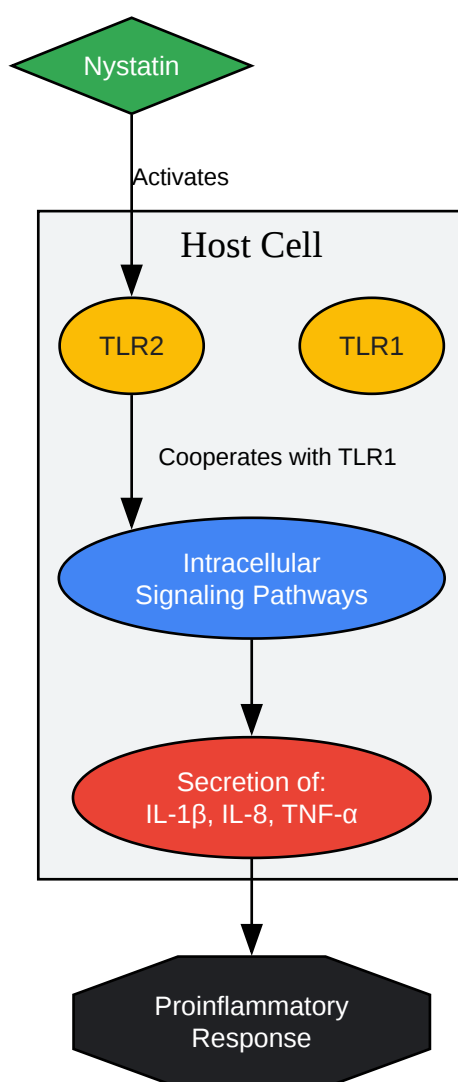 Nystatin
Activates
Host Cell
TLR2
TLR1
Cooperates with TLR1
Intracellular
Signaling Pathways
Secretion of:
IL-1β, IL-8, TNF-α
Proinflammatory
Response